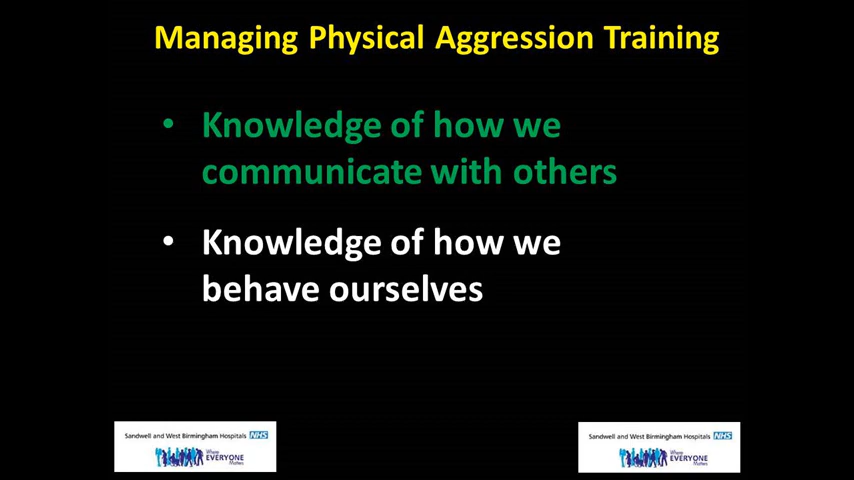 Managing Physical Aggression Training
• Knowledge of how we
communicate with others
• Knowledge of how we
behave ourselves
Sandwell and West Birmingham Hospitals NHS
Where
EVERYONE
Matters
Sandwell and West Birmingham Hospitals NHS
Where
EVERYONE
Matters